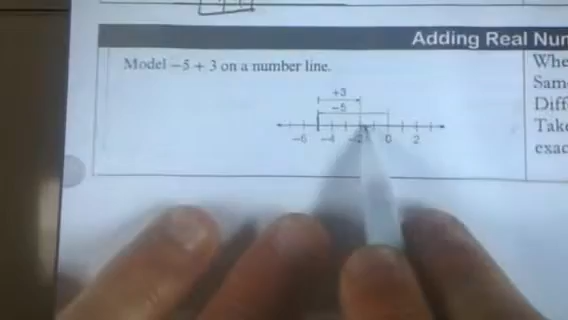 Adding Real Nu
Model −5 + 3 on a number line.
+3
−5
−6 −4 −2 0 2
Whe
Sam
Diff
Take
exac